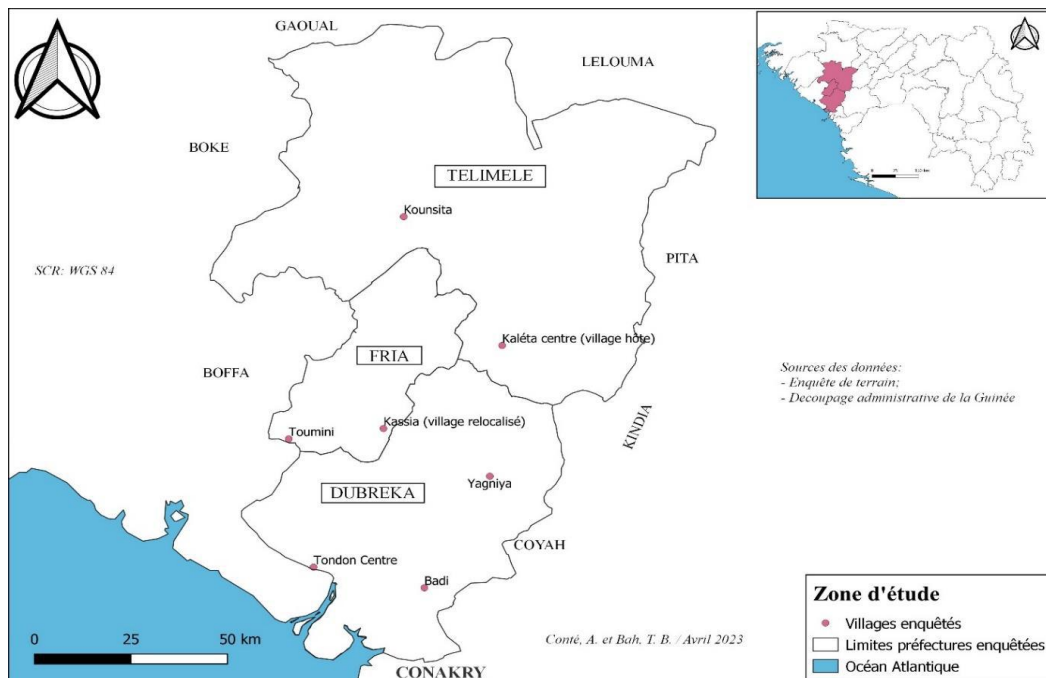 GAOUAL
LELOUMA
BOKE
TELIMELE
Kounsita
SCR: WGS 84
PITA
Kaléta centre (village hôte)
FRIA
BOFFA
Sources des données:
- Enquête de terrain;
- Decoupage administrative de la Guinée
KINDIA
Kassia (village relocalisé)
Toumini
Yagniya
DUBREKA
COYAH
Tondon Centre
Badi
0 25 50 km
Conté, A. et Bah, T. B. / Avril 2023
CONAKRY
Zone d'étude
Villages enquêtés
Limites préfectures enquêtées
Océan Atlantique